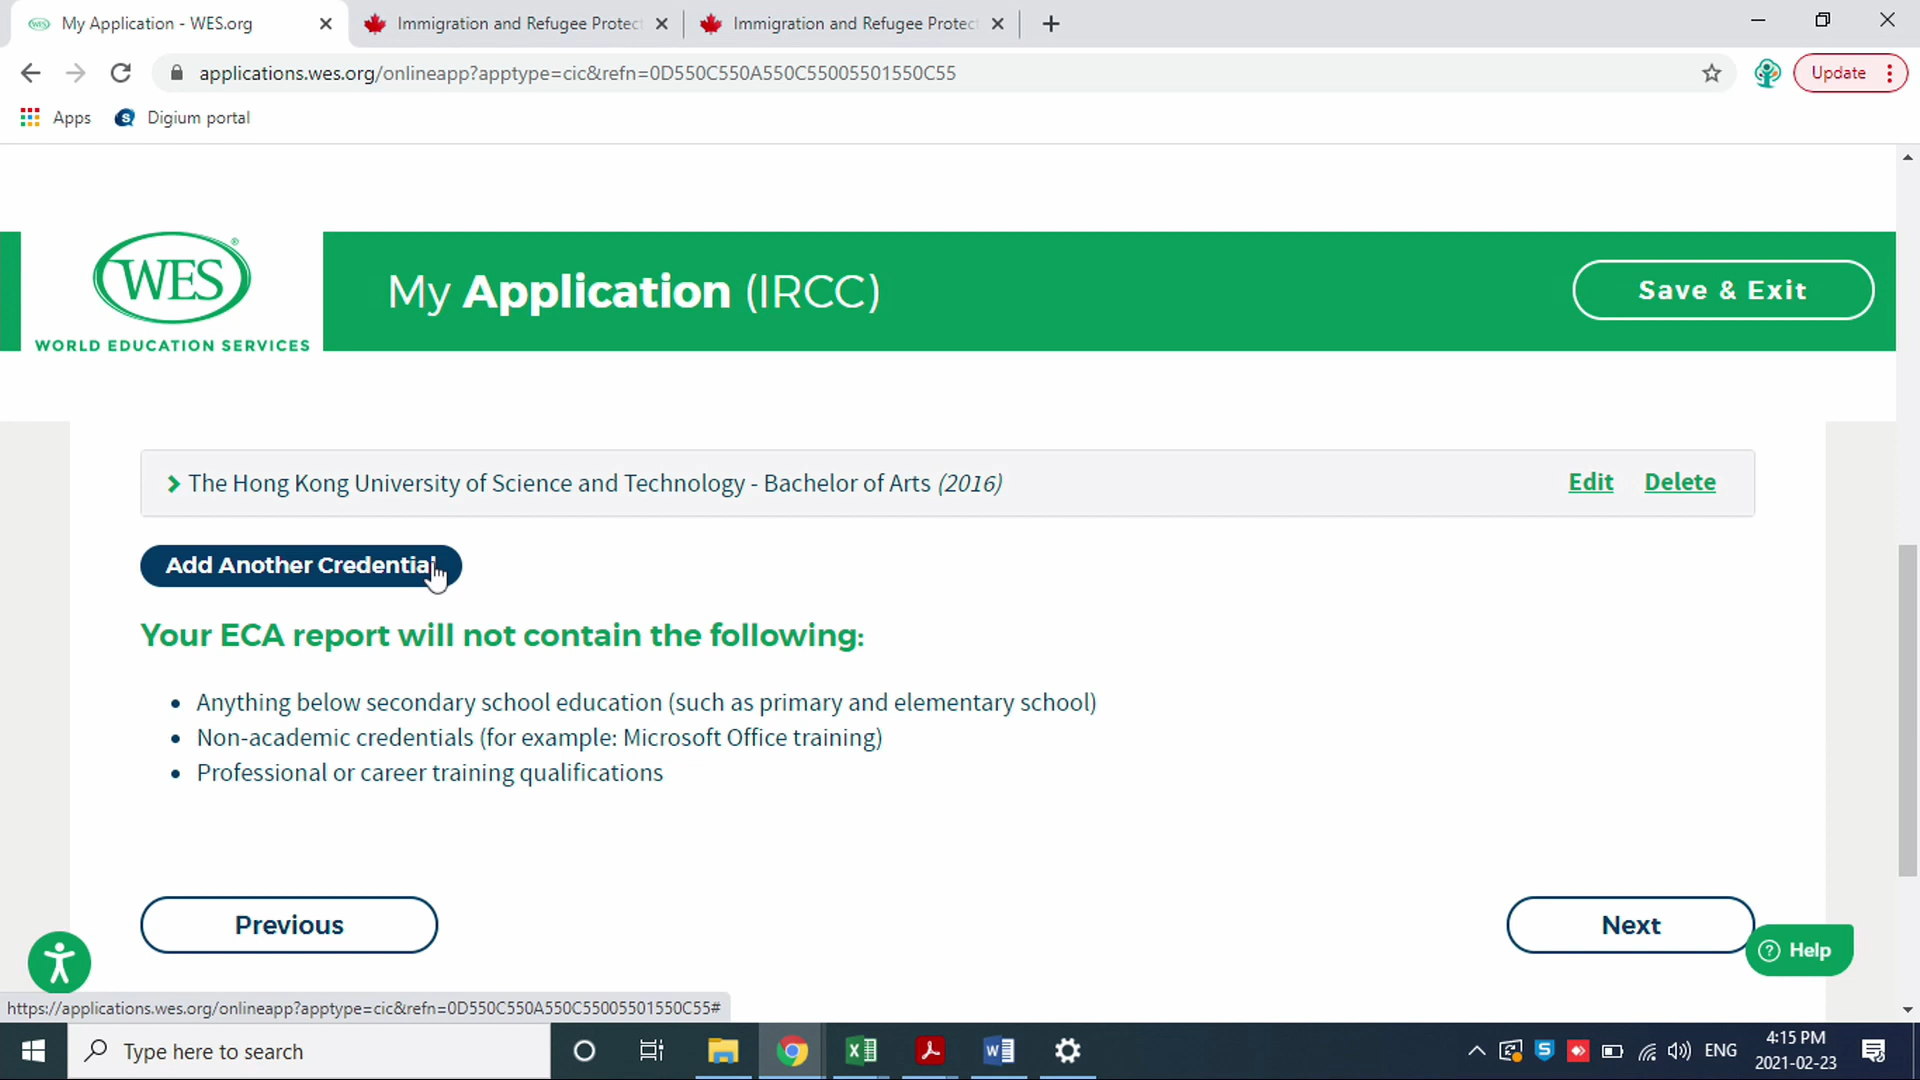 My Application - WES.org
Immigration and Refugee Protec
Immigration and Refugee Protec
applications.wes.org/onlineapp?apptype=cic&refn=0D550C550A550C55005501550C55
Update
Apps
Digium portal
WES
WORLD EDUCATION SERVICES
My Application (IRCC)
Save & Exit
The Hong Kong University of Science and Technology - Bachelor of Arts (2016)
Edit
Delete
Add Another Credential
Your ECA report will not contain the following:
Anything below secondary school education (such as primary and elementary school)
Non-academic credentials (for example: Microsoft Office training)
Professional or career training qualifications
Previous
Next
Help
https://applications.wes.org/onlineapp?apptype=cic&refn=0D550C550A550C55005501550C55#
Type here to search
ENG
4:15 PM
2021-02-23